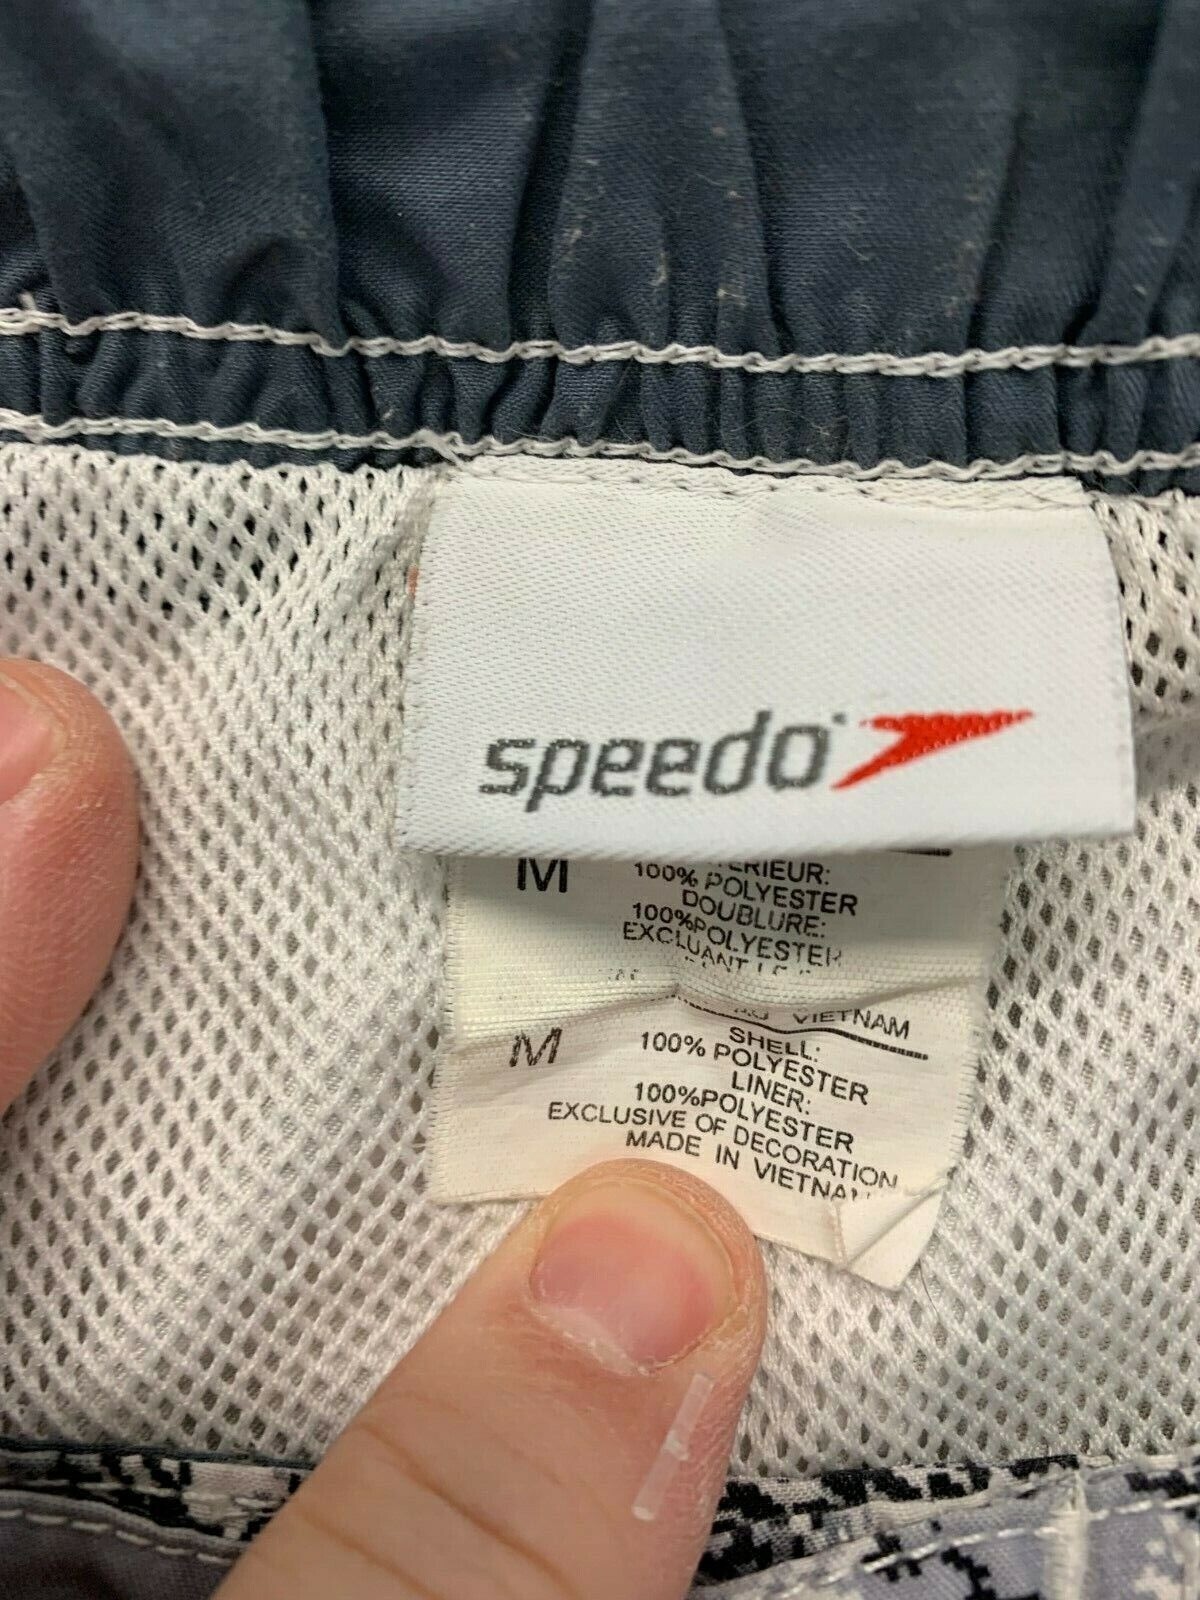 speedo
M
100% POLYESTER
DOUBLURE:
100%POLYESTER
EXCLUANT
VIETNAM
M
SHELL:
100% POLYESTER
LINER:
100%POLYESTER
EXCLUSIVE OF DECORATION
MADE IN VIETNAM